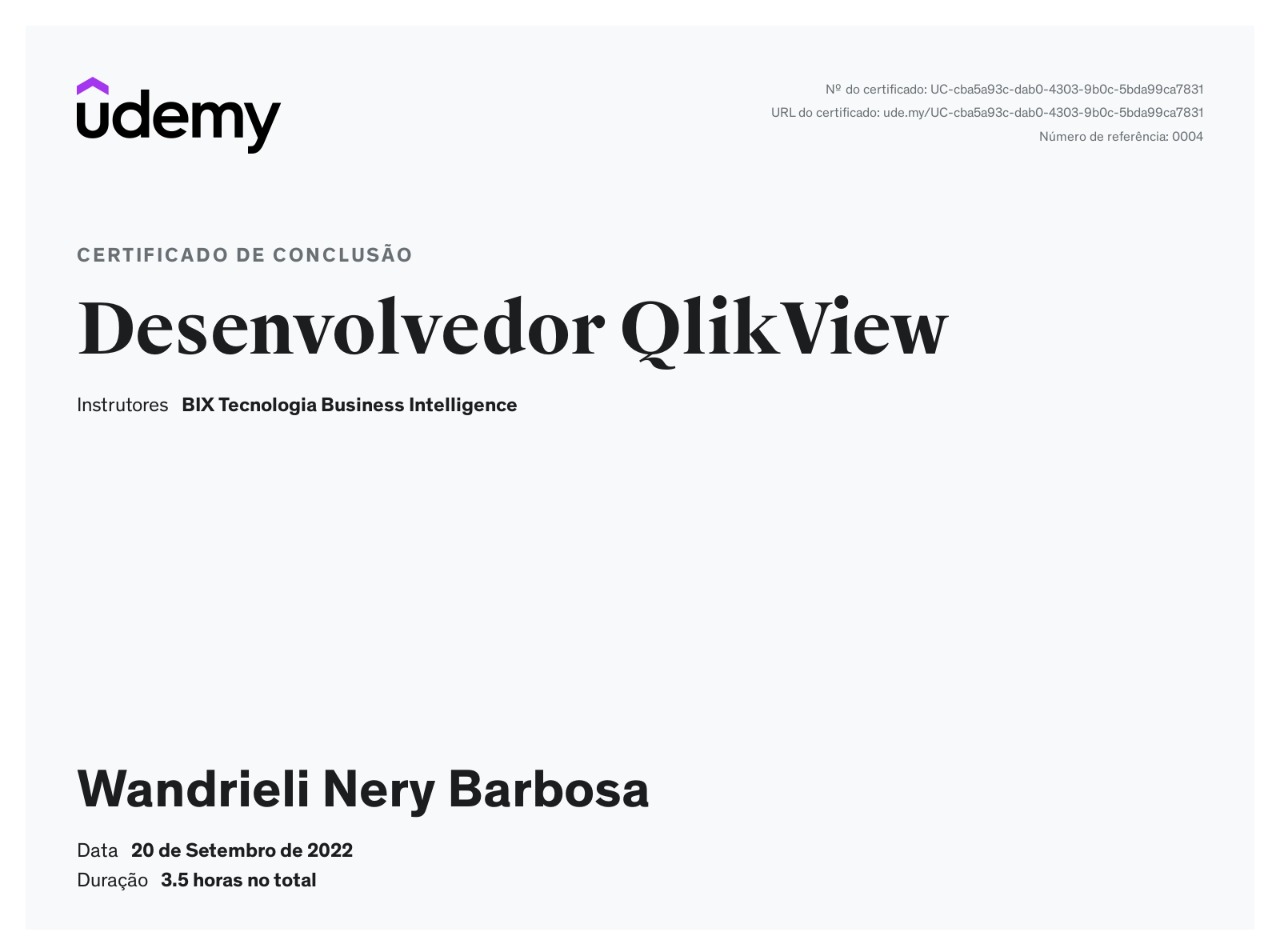 udemy
Nº do certificado: UC-cba5a93c-dab0-4303-9b0c-5bda99ca7831
URL do certificado: ude.my/UC-cba5a93c-dab0-4303-9b0c-5bda99ca7831
Número de referência: 0004
CERTIFICADO DE CONCLUSÃO
Desenvolvedor QlikView
Instrutores BIX Tecnologia Business Intelligence
Wandrieli Nery Barbosa
Data 20 de Setembro de 2022
Duração 3.5 horas no total